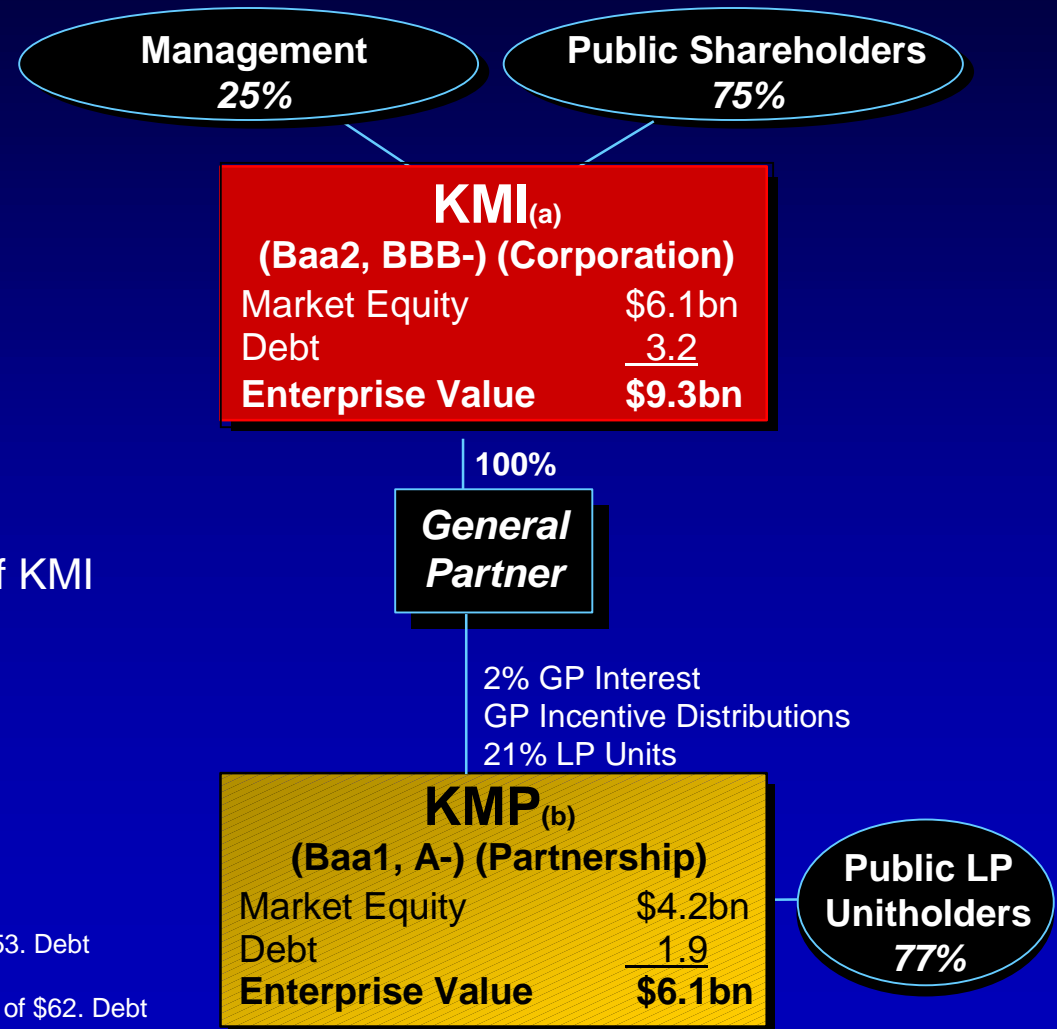 Management
25%
Public Shareholders
75%
KMI(a)
(Baa2, BBB-) (Corporation)
Market Equity $6.1bn
Debt 3.2
Enterprise Value $9.3bn
100%
General
Partner
KMI
2% GP Interest
GP Incentive Distributions
21% LP Units
KMP(b)
(Baa1, A-) (Partnership)
Market Equity $4.2bn
Debt 1.9
Enterprise Value $6.1bn
Public LP
Unitholders
77%
53. Debt
of $62. Debt